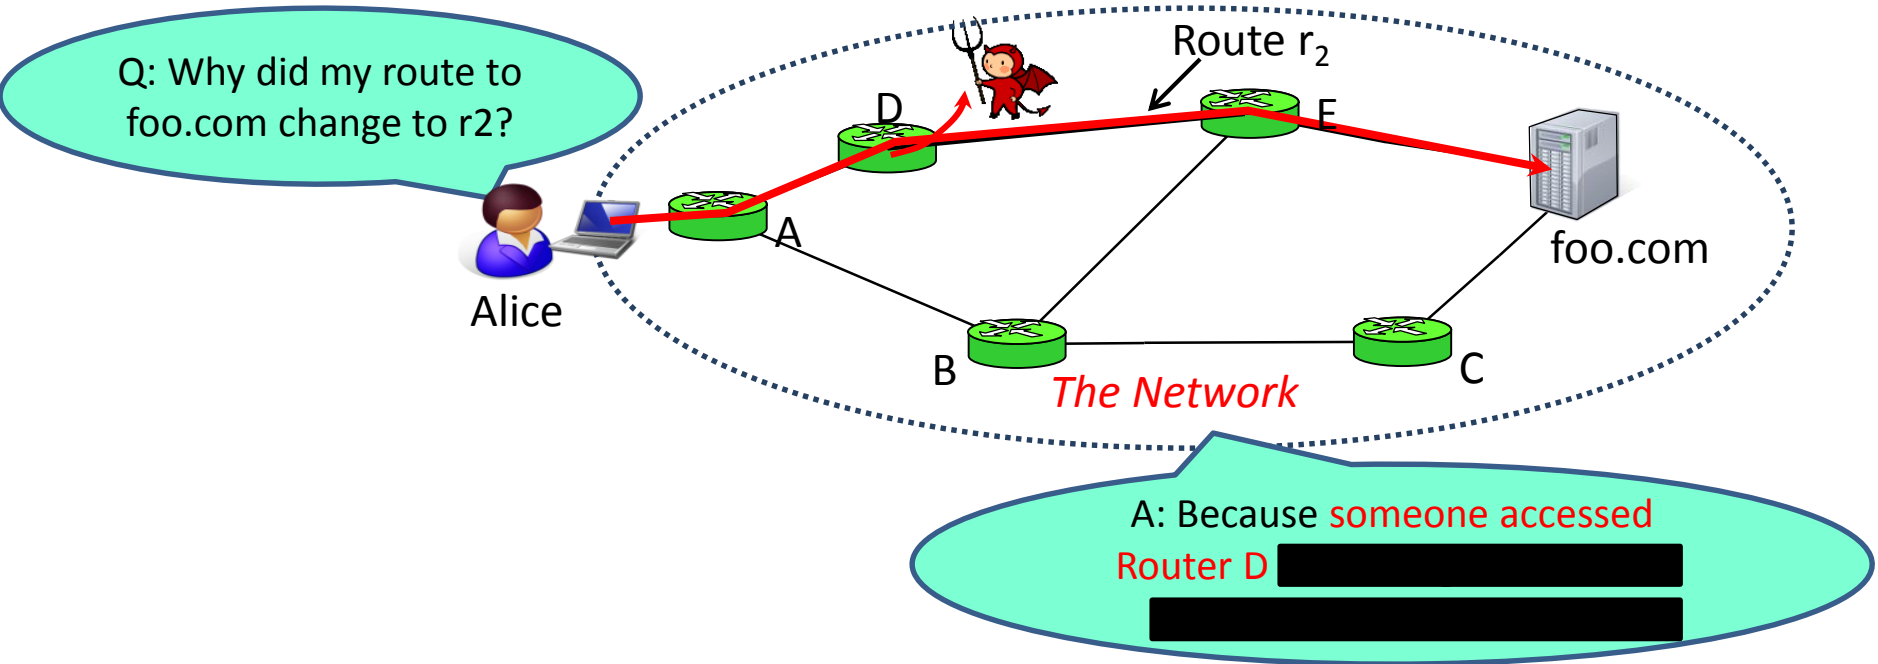 Q: Why did my route to
foo.com change to r2?
Route r₂
D
E
A
foo.com
Alice
B
C
The Network
A: Because someone accessed
Router D